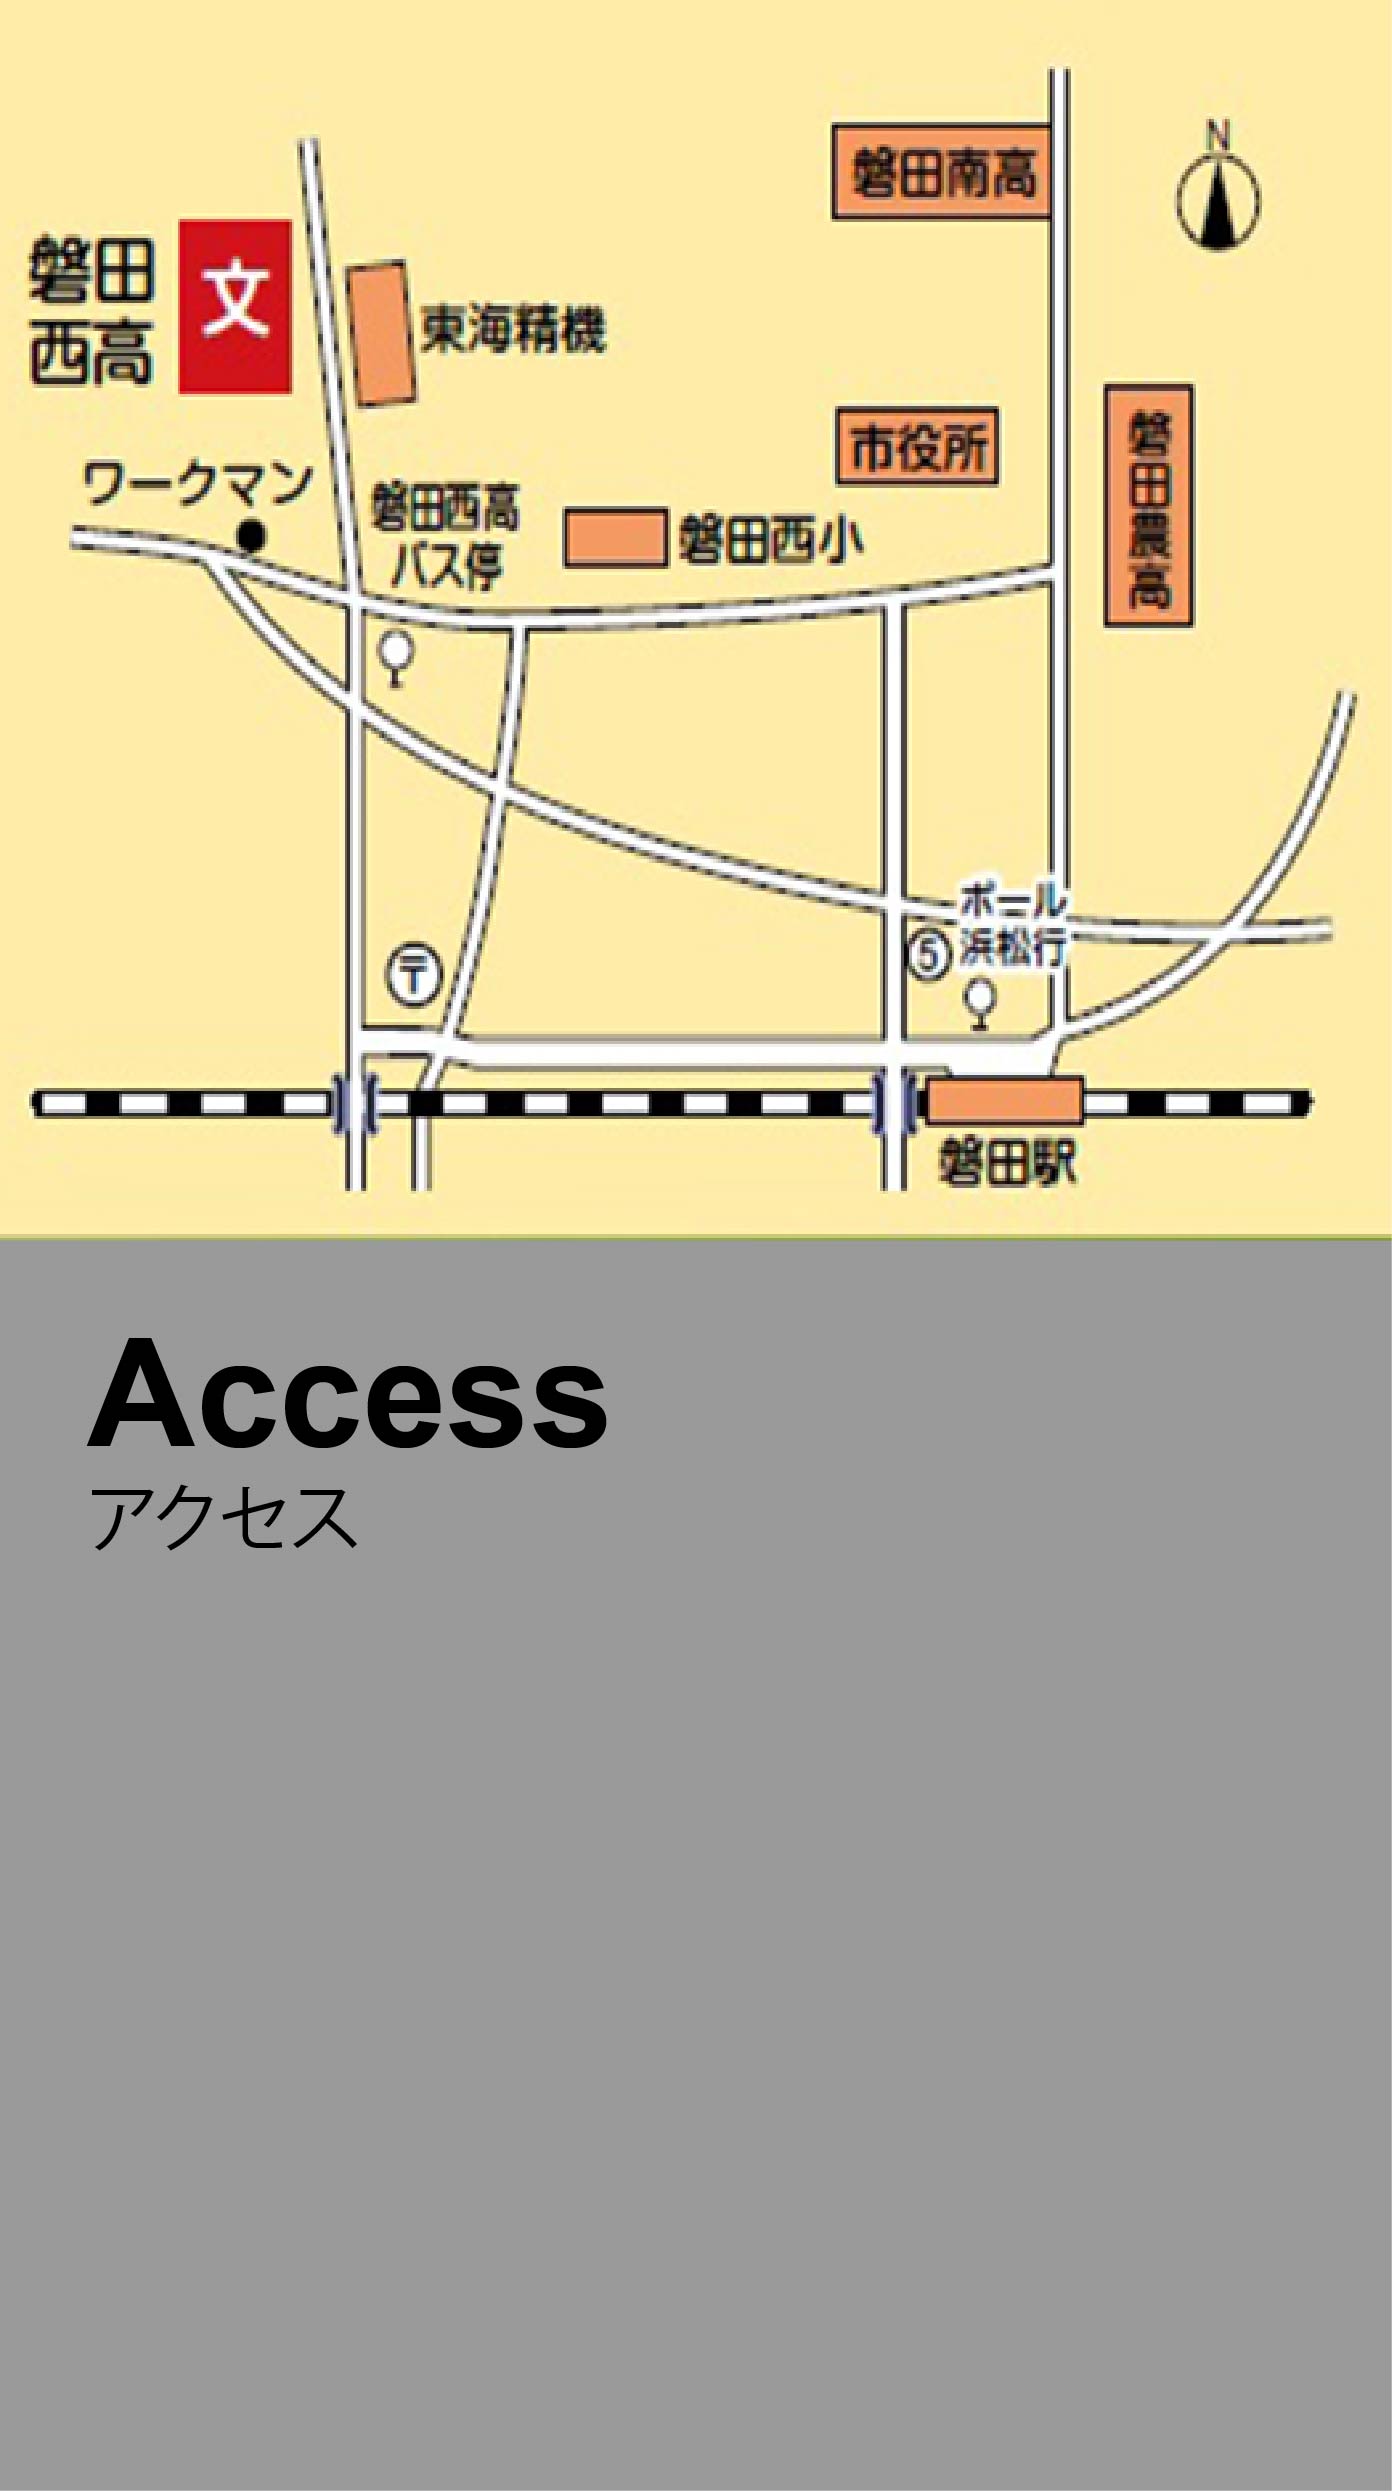 N
磐田南高
磐田
西高
文
東海精機
市役所
磐田農高
ワークマン
磐田西高
バス停
磐田西小
ポール
⑤浜松行
〒
磐田駅
Access
アクセス